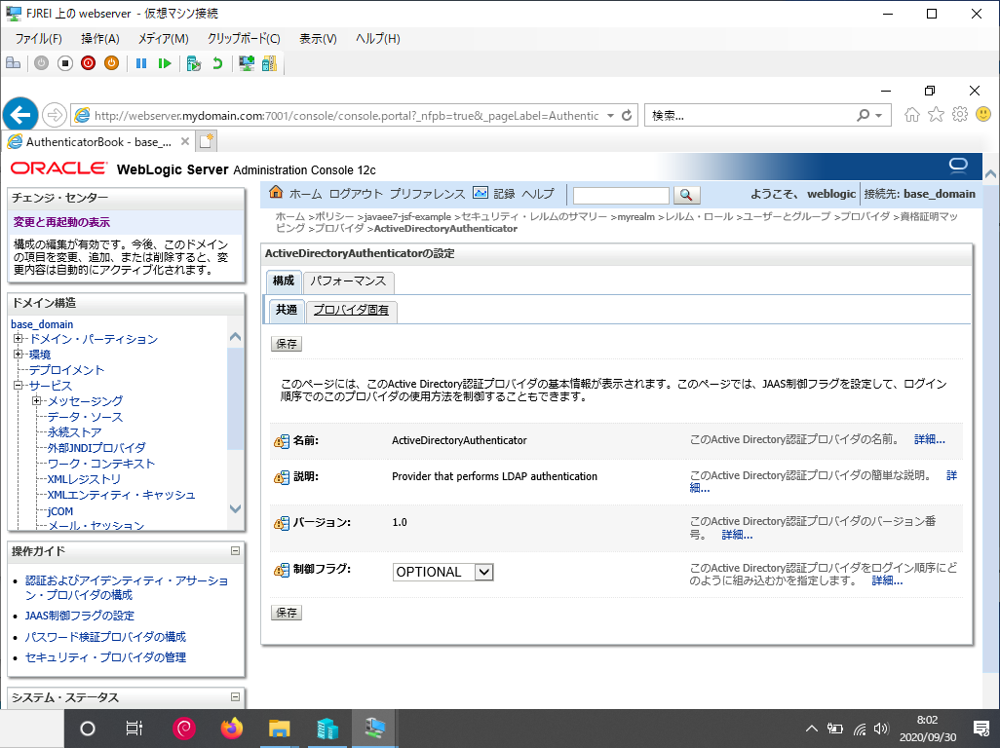 FJREI 上の webserver - 仮想マシン接続
ファイル(F) 操作(A) メディア(M) クリップボード(C) 表示(V) ヘルプ(H)
http://webserver.mydomain.com:7001/console/console.portal?_nfpb=true&_pageLabel=Authentic
検索...
AuthenticatorBook - base_...
ORACLE WebLogic Server Administration Console 12c
チェンジ・センター
変更と再起動の表示
構成の編集が有効です。今後、このドメイン
の項目を変更、追加、または削除すると、変
更内容は自動的にアクティブ化されます。
ドメイン構造
base_domain
ドメイン・パーティション
環境
デプロイメント
サービス
メッセージング
データ・ソース
永続ストア
外部JNDIプロバイダ
ワーク・コンテキスト
XMLレジストリ
XMLエンティティ・キャッシュ
jCOM
メール・セッション
操作ガイド
認証およびアイデンティティ・アサーショ
ン・プロバイダの構成
JAAS制御フラグの設定
パスワード検証プロバイダの構成
セキュリティ・プロバイダの管理
システム・ステータス
ホーム ログアウト プリファレンス 記録 ヘルプ
ようこそ、 weblogic 接続先: base_domain
ホーム >ポリシー >javaee7-jsf-example >セキュリティ・レルムのサマリー >myrealm >レルム・ロール >ユーザーとグループ >プロバイダ >資格証明マ
ッピング >プロバイダ >ActiveDirectoryAuthenticator
ActiveDirectoryAuthenticatorの設定
構成 パフォーマンス
共通 プロバイダ固有
保存
このページには、このActive Directory認証プロバイダの基本情報が表示されます。このページでは、JAAS制御フラグを設定して、ログイン
順序でのこのプロバイダの使用方法を制御することもできます。
名前: ActiveDirectoryAuthenticator このActive Directory認証プロバイダの名前。 詳細...
説明: Provider that performs LDAP authentication このActive Directory認証プロバイダの簡単な説明。 詳
細...
バージョン: 1.0 このActive Directory認証プロバイダのバージョン番
号。 詳細...
制御フラグ: OPTIONAL このActive Directory認証プロバイダをログイン順序にど
のように組み込むかを指定します。 詳細...
保存
8:02
2020/09/30